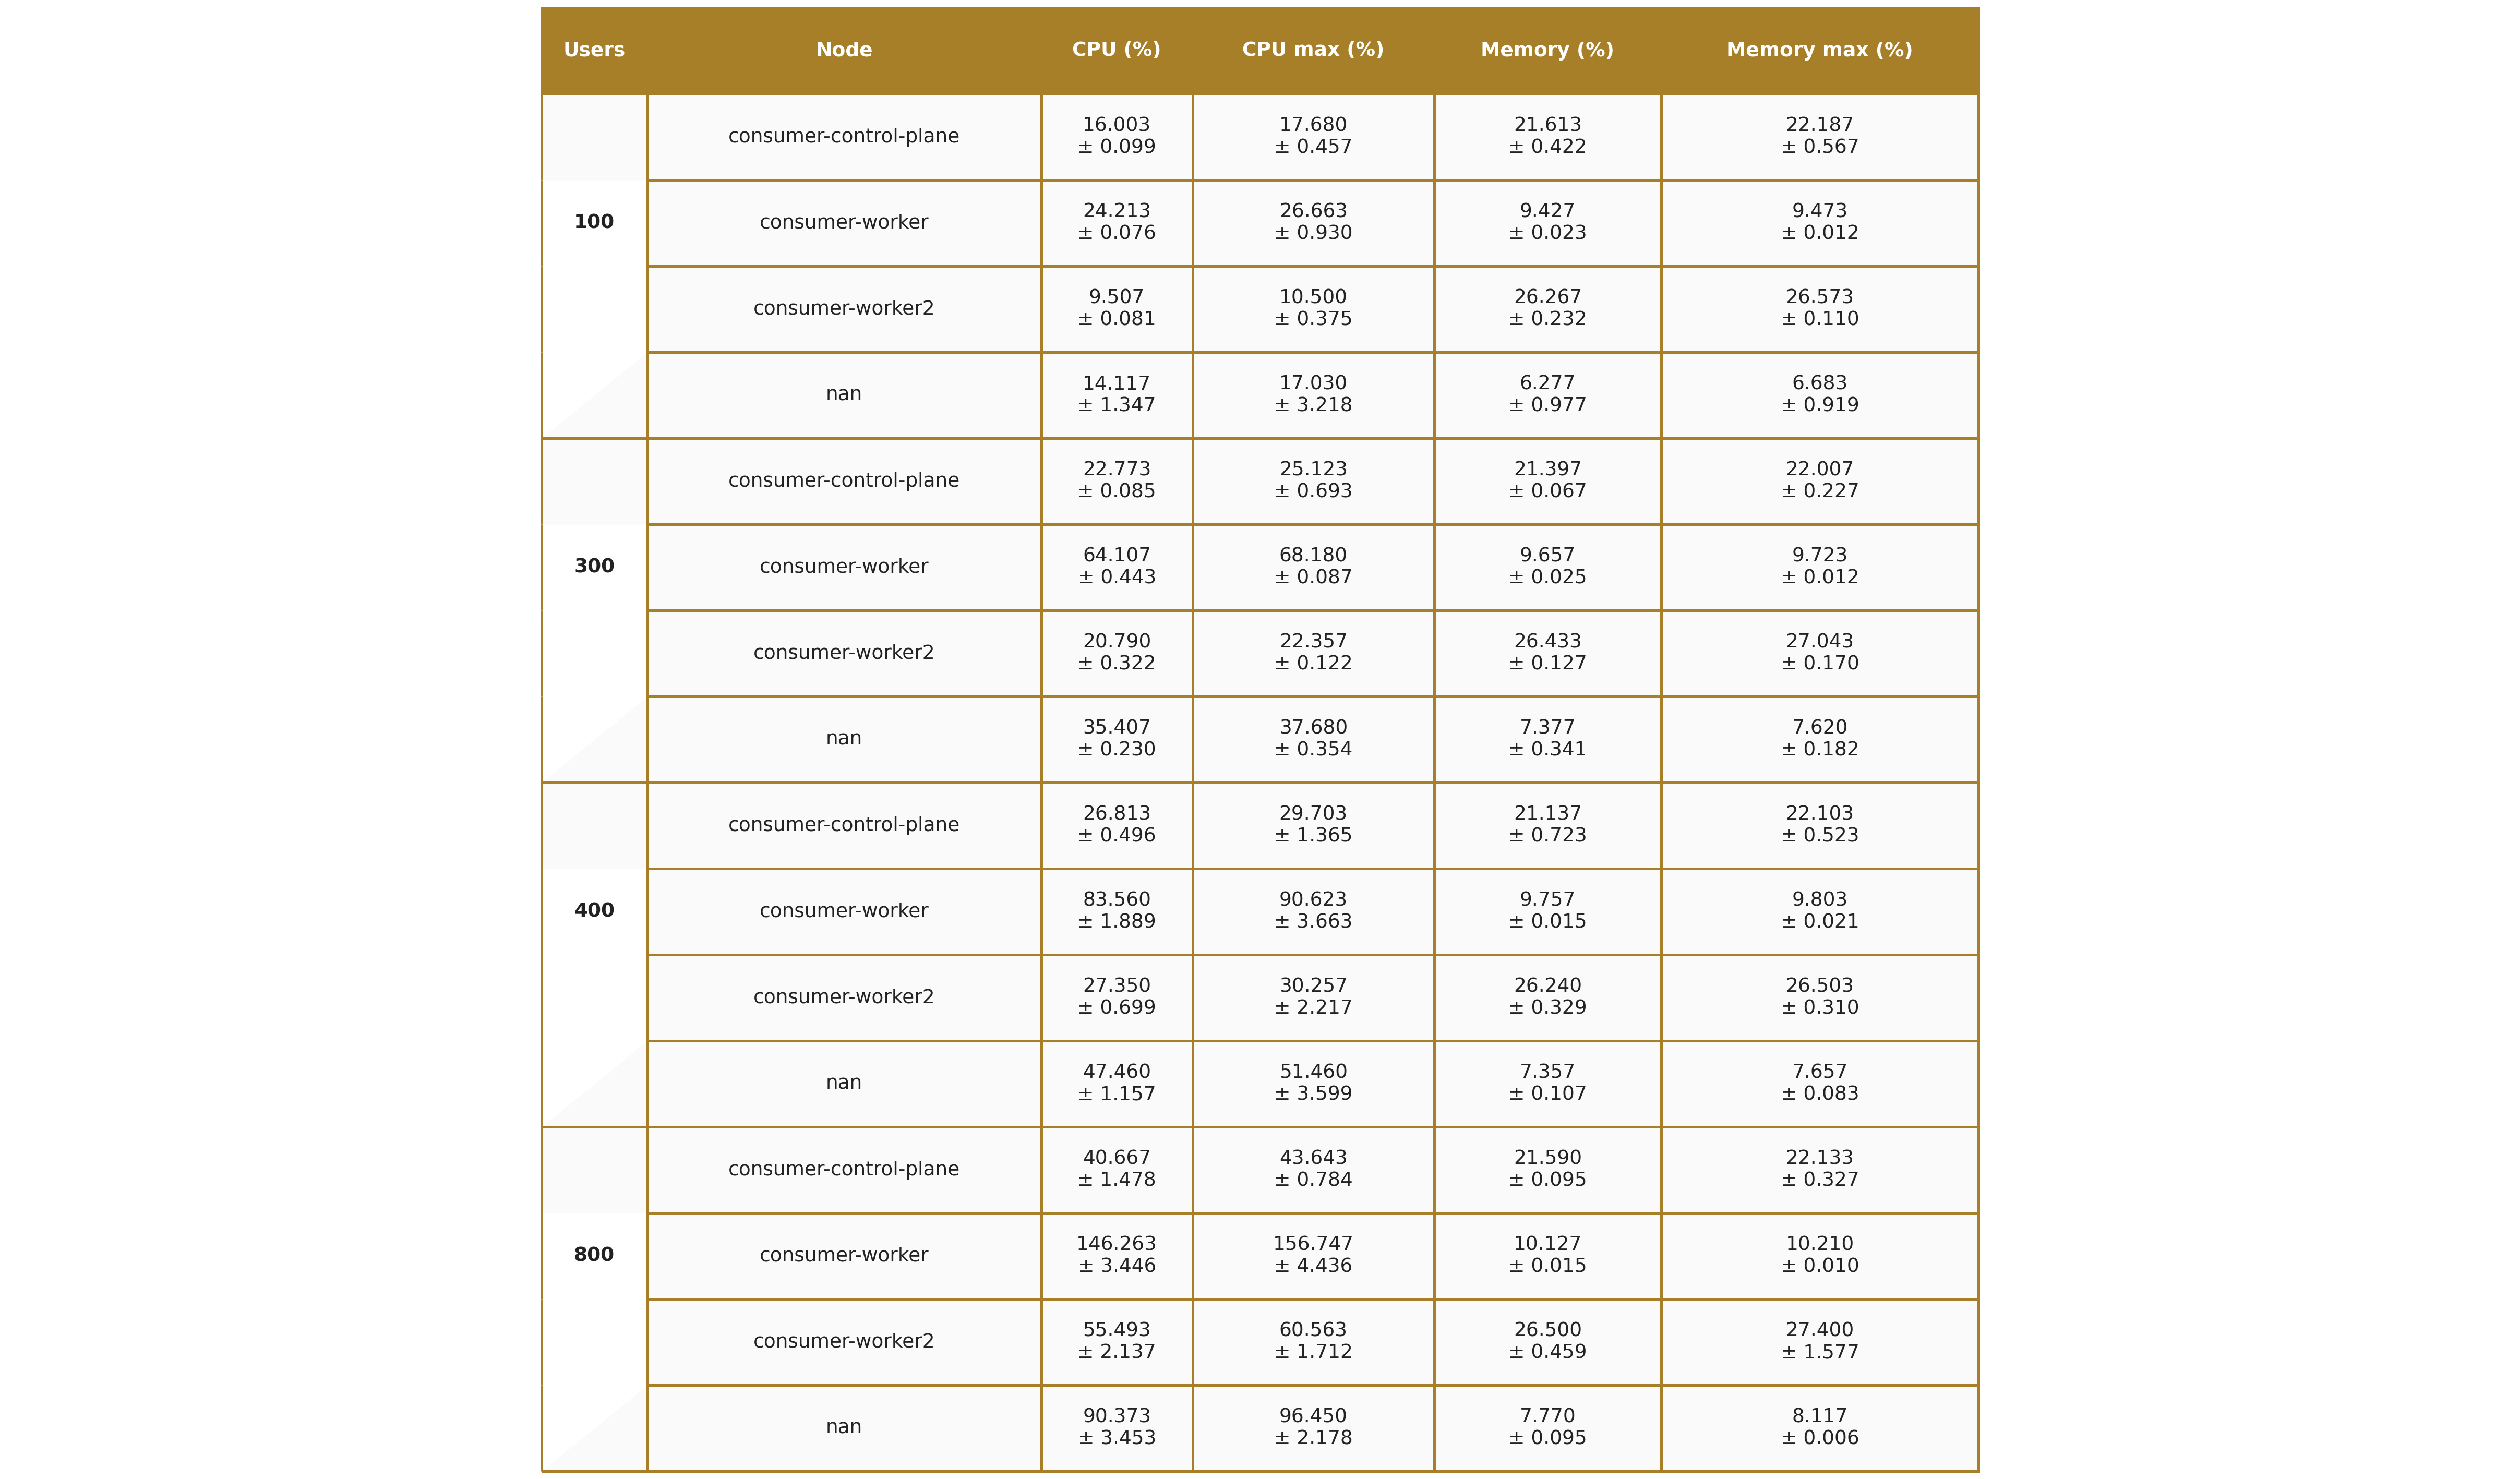 Users Node CPU (%) CPU max (%) Memory (%) Memory max (%)
consumer-control-plane 16.003 17.680 21.613 22.187
± 0.099 ± 0.457 ± 0.422 ± 0.567
100 consumer-worker 24.213 26.663 9.427 9.473
± 0.076 ± 0.930 ± 0.023 ± 0.012
consumer-worker2 9.507 10.500 26.267 26.573
± 0.081 ± 0.375 ± 0.232 ± 0.110
nan 14.117 17.030 6.277 6.683
± 1.347 ± 3.218 ± 0.977 ± 0.919
consumer-control-plane 22.773 25.123 21.397 22.007
± 0.085 ± 0.693 ± 0.067 ± 0.227
300 consumer-worker 64.107 68.180 9.657 9.723
± 0.443 ± 0.087 ± 0.025 ± 0.012
consumer-worker2 20.790 22.357 26.433 27.043
± 0.322 ± 0.122 ± 0.127 ± 0.170
nan 35.407 37.680 7.377 7.620
± 0.230 ± 0.354 ± 0.341 ± 0.182
consumer-control-plane 26.813 29.703 21.137 22.103
± 0.496 ± 1.365 ± 0.723 ± 0.523
400 consumer-worker 83.560 90.623 9.757 9.803
± 1.889 ± 3.663 ± 0.015 ± 0.021
consumer-worker2 27.350 30.257 26.240 26.503
± 0.699 ± 2.217 ± 0.329 ± 0.310
nan 47.460 51.460 7.357 7.657
± 1.157 ± 3.599 ± 0.107 ± 0.083
consumer-control-plane 40.667 43.643 21.590 22.133
± 1.478 ± 0.784 ± 0.095 ± 0.327
800 consumer-worker 146.263 156.747 10.127 10.210
± 3.446 ± 4.436 ± 0.015 ± 0.010
consumer-worker2 55.493 60.563 26.500 27.400
± 2.137 ± 1.712 ± 0.459 ± 1.577
nan 90.373 96.450 7.770 8.117
± 3.453 ± 2.178 ± 0.095 ± 0.006